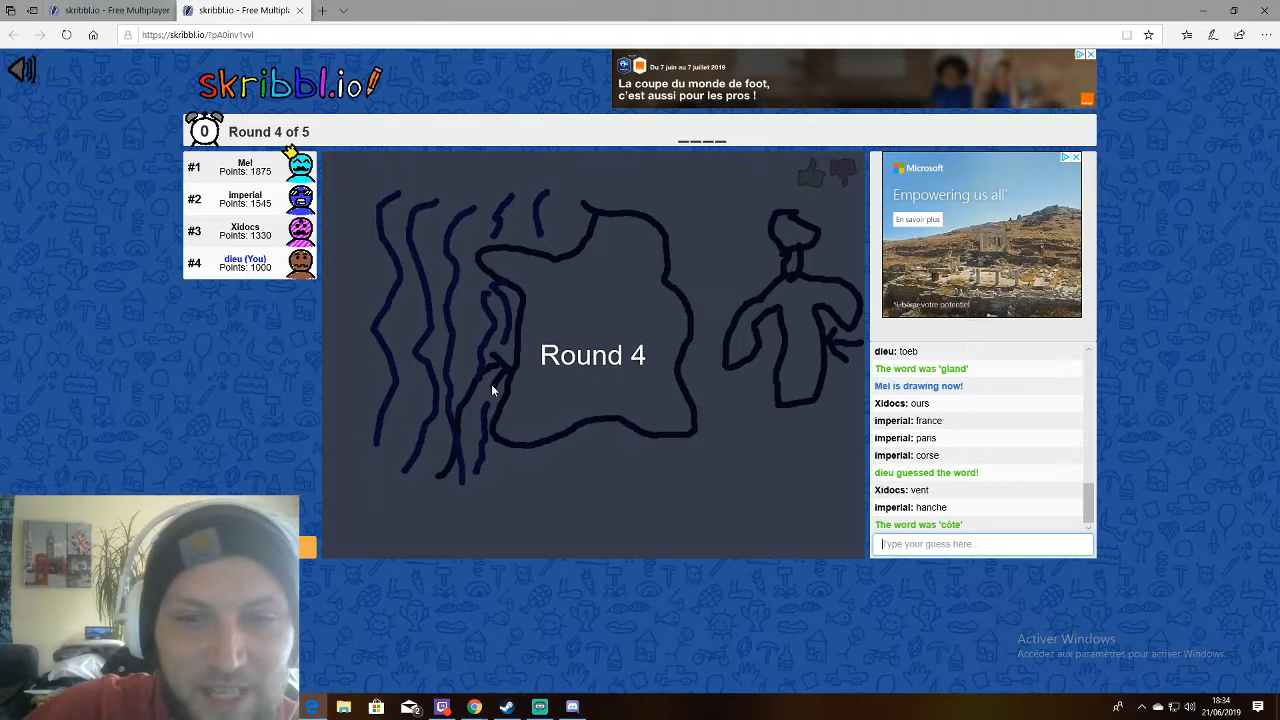 skribbl.io - Free Multiplayer
skribbl.io - Free Multipl
https://skribbl.io/?pA0inv1vvl
skribbl.io
Du 7 juin au 7 juillet 2019
La coupe du monde de foot,
c'est aussi pour les pros !
0
Round 4 of 5
#1
Mel
Points: 1875
#2
imperial
Points: 1545
#3
Xidocs
Points: 1330
#4
dieu (You)
Points: 1000
Round 4
Microsoft
Empowering us all
En savoir plus
dieu: toeb
The word was 'gland'
Mel is drawing now!
Xidocs: ours
imperial: france
imperial: paris
imperial: corse
dieu guessed the word!
Xidocs: vent
imperial: hanche
The word was 'côte'
Type your guess here...
Activer Windows
Accédez aux paramètres pour activer Windows.
18:34
21/06/2019